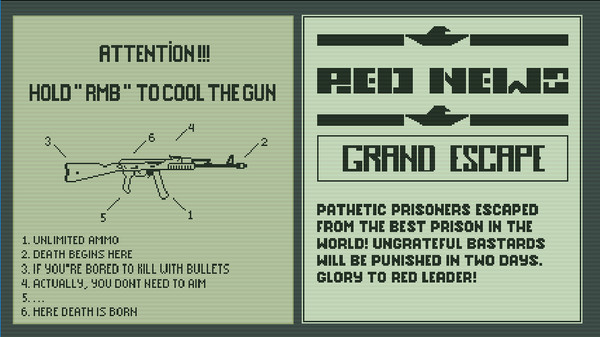 ATTENTION!!!
HOLD "RMB" TO COOL THE GUN
3
6
4
2
5
1
1. UNLIMITED AMMO
2. DEATH BEGINS HERE
3. IF YOU"RE BORED TO KILL WITH BULLETS
4. ACTUALLY, YOU DONT NEED TO AIM
5. ...
6. HERE DEATH IS BORN
RED NEWS
GRAND ESCAPE
PATHETIC PRISONERS ESCAPED
FROM THE BEST PRISON IN THE
WORLD! UNGRATEFUL BASTARDS
WILL BE PUNISHED IN TWO DAYS.
GLORY TO RED LEADER!